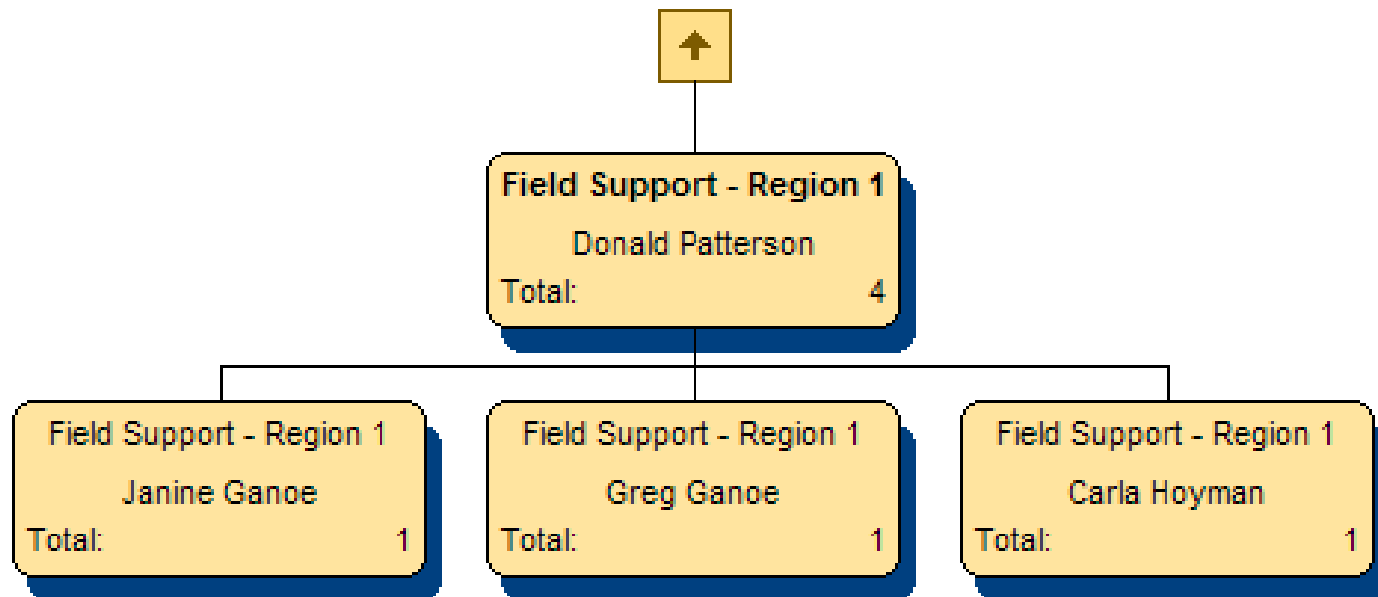 Field Support - Region 1
Donald Patterson
Total: 4
Field Support - Region 1
Janine Ganoe
Total: 1
Field Support - Region 1
Greg Ganoe
Total: 1
Field Support - Region 1
Carla Hoyman
Total: 1